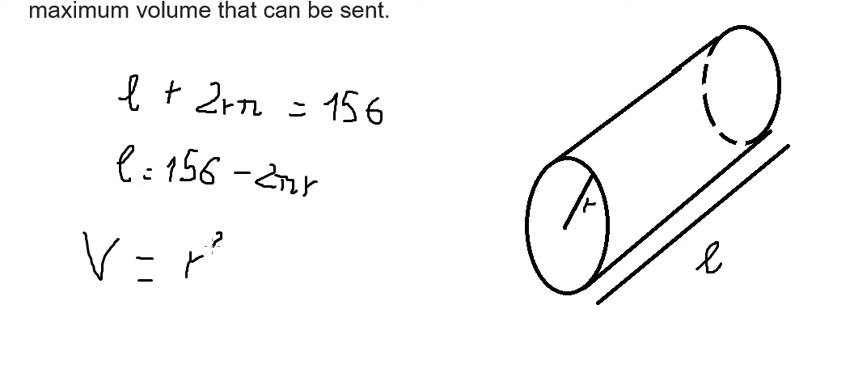 maximum volume that can be sent.
l + 2rπ = 156
l = 156 - 2πr
V = r²
r
l